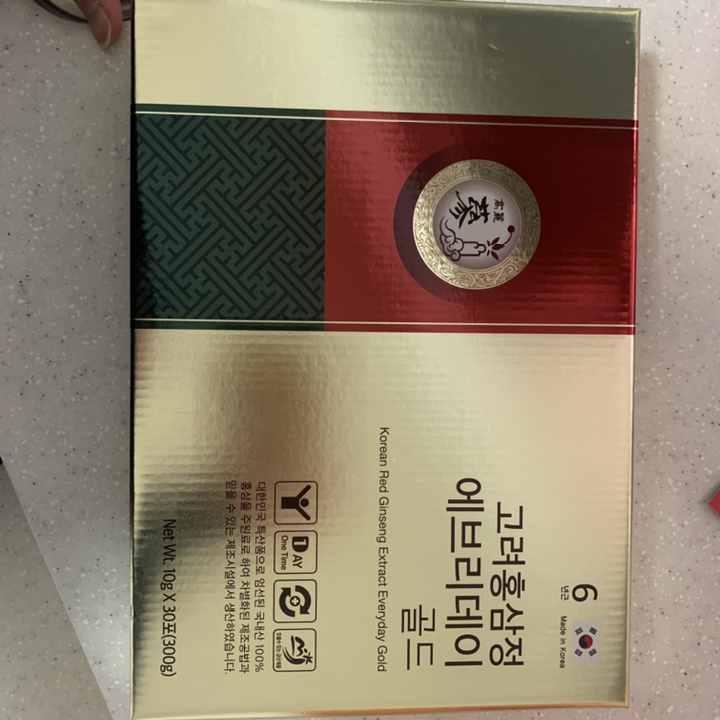 高麗
蔘
6
년근
Made in Korea
고려홍삼정
에브리데이
골드
Korean Red Ginseng Extract Everyday Gold
DAY
One Time
대한민국 특산품으로 엄선된 국내산 100%
홍삼을 주원료로 하여 차별화된 제조공법과
믿을 수 있는 제조시설에서 생산하였습니다.
Net Wt. 10g X 30포(300g)